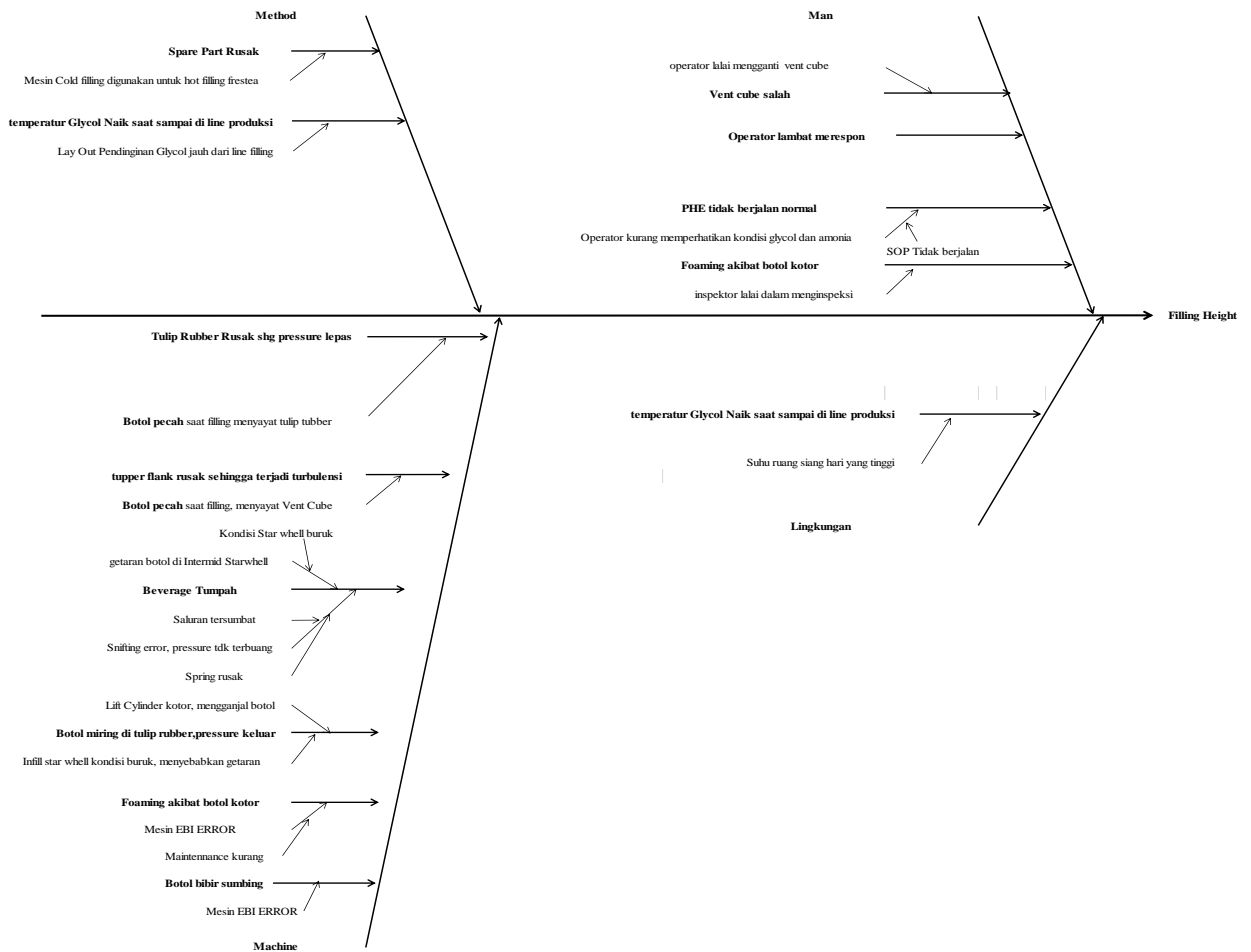 Method
Man
Spare Part Rusak
Mesin Cold filling digunakan untuk hot filling frestea
temperatur Glycol Naik saat sampai di line produksi
Lay Out Pendinginan Glycol jauh dari line filling
operator lalai mengganti vent cube
Vent cube salah
Operator lambat merespon
PHE tidak berjalan normal
Operator kurang memperhatikan kondisi glycol dan amonia
SOP Tidak berjalan
Foaming akibat botol kotor
inspektor lalai dalam menginspeksi
Filling Height
Tulip Rubber Rusak shg pressure lepas
Botol pecah saat filling menyayat tulip tubber
tupper flank rusak sehingga terjadi turbulensi
Botol pecah saat filling, menyayat Vent Cube
Kondisi Star whell buruk
getaran botol di Intermid Starwhell
Beverage Tumpah
Saluran tersumbat
Snifting error, pressure tdk terbuang
Spring rusak
Lift Cylinder kotor, mengganjal botol
Botol miring di tulip rubber,pressure keluar
Infill star whell kondisi buruk, menyebabkan getaran
Foaming akibat botol kotor
Mesin EBI ERROR
Maintennance kurang
Botol bibir sumbing
Mesin EBI ERROR
Machine
temperatur Glycol Naik saat sampai di line produksi
Suhu ruang siang hari yang tinggi
Lingkungan